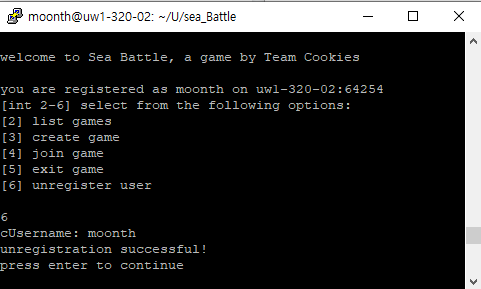 moonth@uw1-320-02: ~/U/sea_Battle
welcome to Sea Battle, a game by Team Cookies
you are registered as moonth on uw1-320-02:64254
[int 2-6] select from the following options:
[2] list games
[3] create game
[4] join game
[5] exit game
[6] unregister user
6
cUsername: moonth
unregistration successful!
press enter to continue